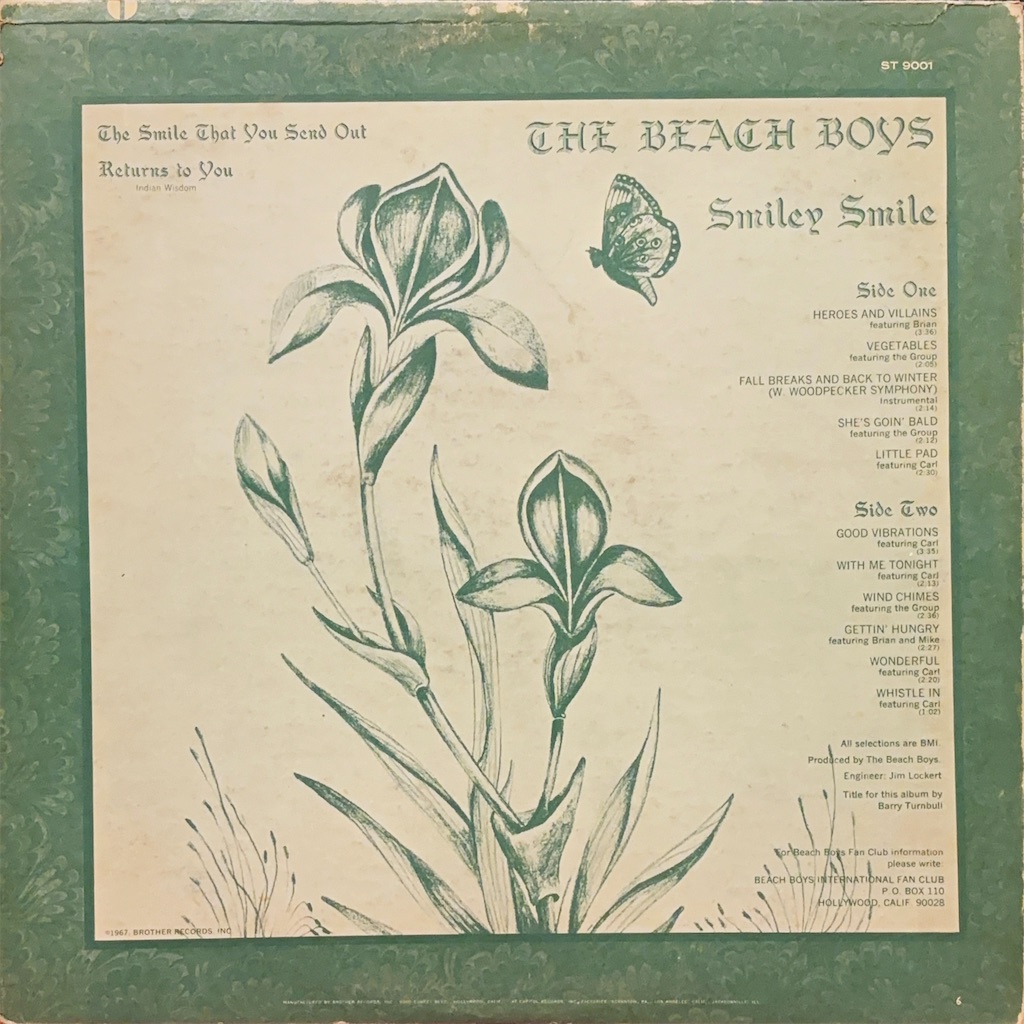 ST 9001
The Smile That You Send Out
Returns to You
Indian Wisdom
THE BEACH BOYS
Smiley Smile
Side One
HEROES AND VILLAINS
featuring Brian
(3:36)
VEGETABLES
featuring the Group
(2:05)
FALL BREAKS AND BACK TO WINTER
(W. WOODPECKER SYMPHONY)
Instrumental
(2:14)
SHE'S GOIN' BALD
featuring the Group
(2:12)
LITTLE PAD
featuring Carl
(2:30)
Side Two
GOOD VIBRATIONS
featuring Carl
(3:35)
WITH ME TONIGHT
featuring Carl
(2:13)
WIND CHIMES
featuring the Group
(2:36)
GETTIN' HUNGRY
featuring Brian and Mike
(2:27)
WONDERFUL
featuring Carl
(2:20)
WHISTLE IN
featuring Carl
(1:02)
All selections are BMI.
Produced by The Beach Boys.
Engineer: Jim Lockert
Title for this album by
Barry Turnbull
For Beach Boys Fan Club information
please write:
BEACH BOYS INTERNATIONAL FAN CLUB
P.O. BOX 110
HOLLYWOOD, CALIF. 90028
©1967, BROTHER RECORDS, INC.
MANUFACTURED BY BROTHER RECORDS, INC.
6